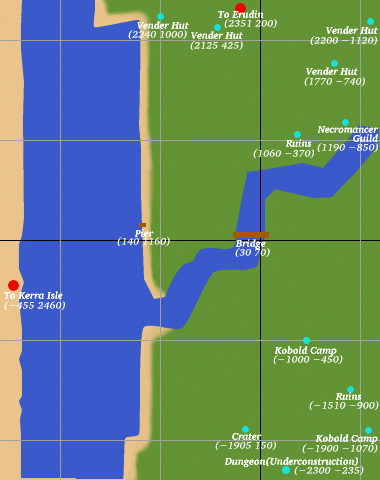 To Erudin
(2351 200)
Vender Hut
(2240 1000)
Vender Hut
(2125 425)
Vender Hut
(2200 -1120)
Vender Hut
(1770 -740)
Necromancer
Guild
(1190 -850)
Ruins
(1060 -370)
Pier
(140 1160)
Bridge
(30 70)
To Kerra Isle
(-455 2460)
Kobold Camp
(-1000 -450)
Ruins
(-1510 -900)
Crater
(-1905 150)
Kobold Camp
(-1900 -1070)
Dungeon(Underconstruction)
(-2300 -235)